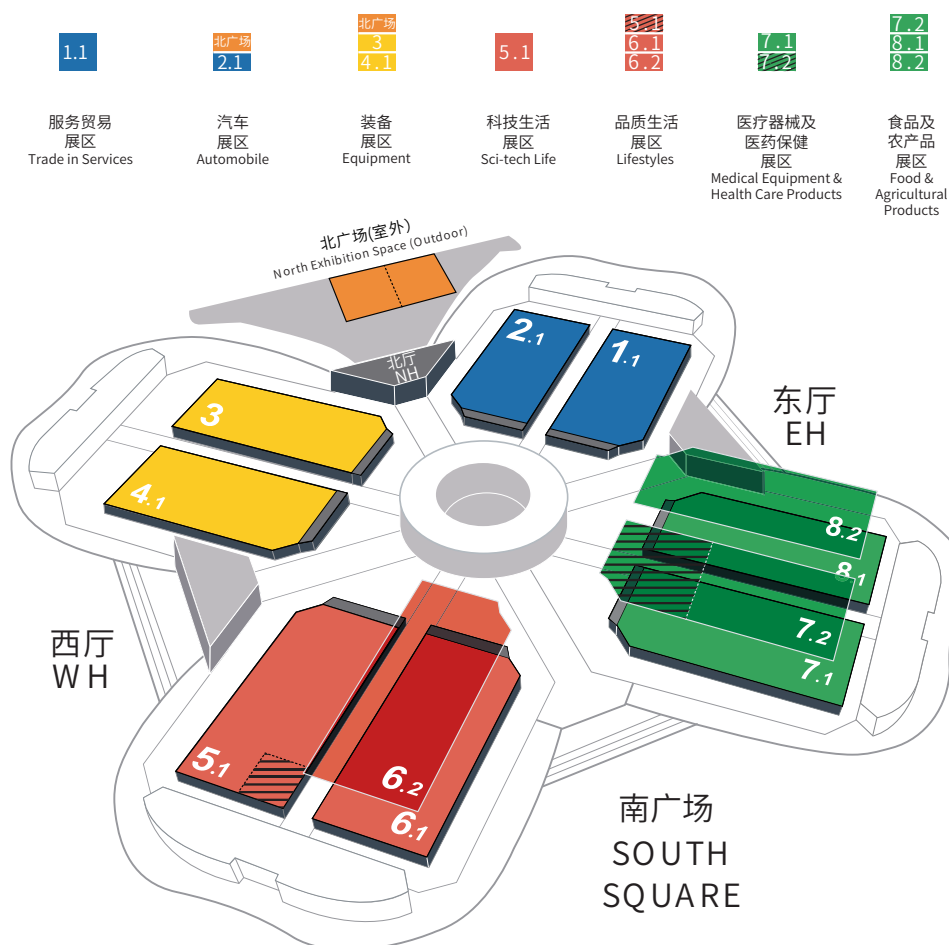 1.1
北广场
2.1
北广场
3
4.1
5.1
5.1
6.1
6.2
7.1
7.2
7.2
8.1
8.2
服务贸易
展区
Trade in Services
汽车
展区
Automobile
装备
展区
Equipment
科技生活
展区
Sci-tech Life
品质生活
展区
Lifestyles
医疗器械及
医药保健
展区
Medical Equipment &
Health Care Products
食品及
农产品
展区
Food &
Agricultural
Products
北广场(室外)
North Exhibition Space (Outdoor)
2.1
1.1
北厅
NH
3
4.1
东厅
EH
8.2
8.1
7.2
7.1
西厅
WH
5.1
6.2
6.1
南广场
SOUTH
SQUARE